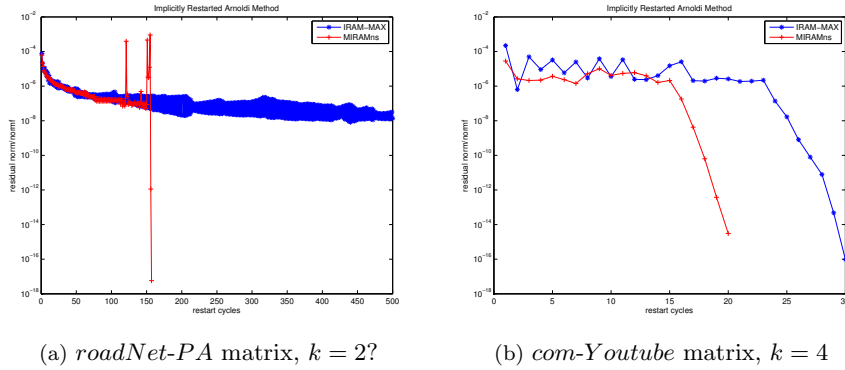 Implicitly Restarted Arnoldi Method
10^-2
10^-4
10^-6
10^-8
10^-10
10^-12
10^-14
10^-16
10^-18
residual norm/normf
0 50 100 150 200 250 300 350 400 450 500
restart cycles
IRAM-MAX
MIRAMns
(a) roadNet-PA matrix, k = 2?
Implicitly Restarted Arnoldi Method
10^-2
10^-4
10^-6
10^-8
10^-10
10^-12
10^-14
10^-16
10^-18
residual norm/normf
0 5 10 15 20 25 3
restart cycles
IRAM-MAX
MIRAMns
(b) com-Youtube matrix, k = 4